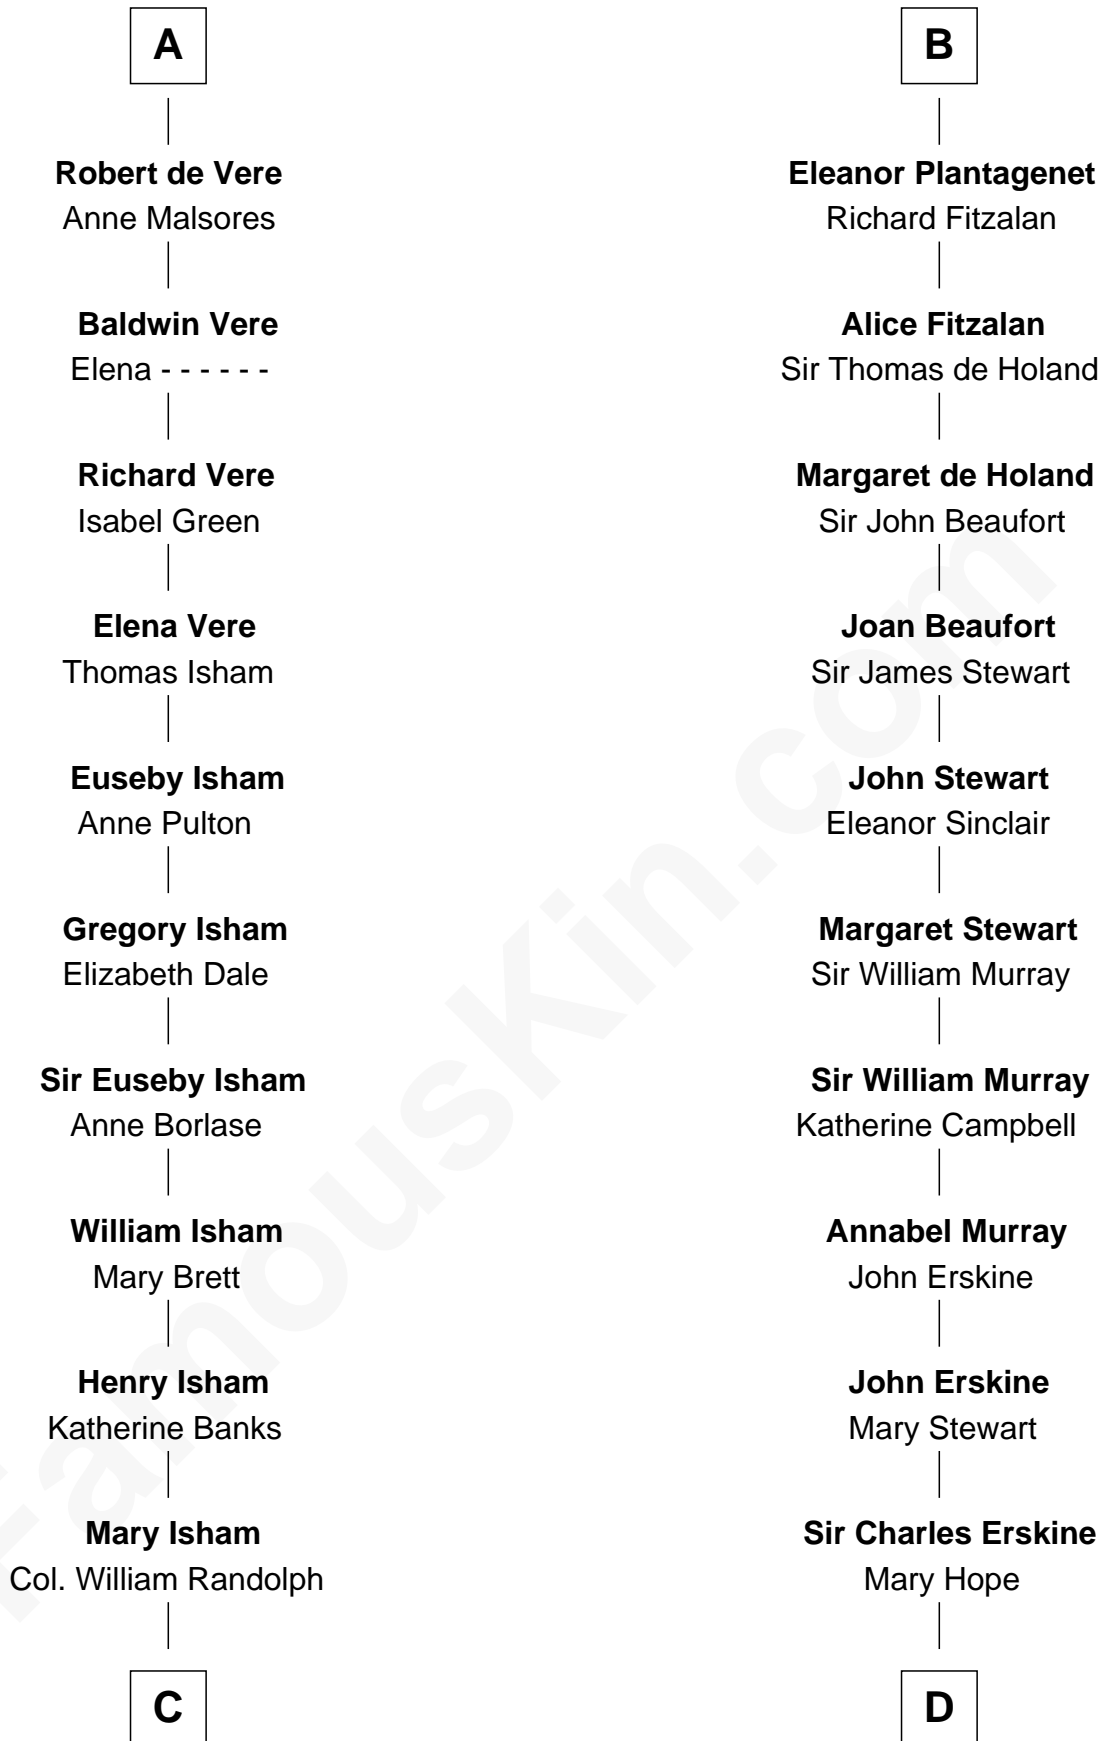 A
Robert de Vere
Anne Malsores
Baldwin Vere
Elena - - - - - -
Richard Vere
Isabel Green
Elena Vere
Thomas Isham
Euseby Isham
Anne Pulton
Gregory Isham
Elizabeth Dale
Sir Euseby Isham
Anne Borlase
William Isham
Mary Brett
Henry Isham
Katherine Banks
Mary Isham
Col. William Randolph
C
B
Eleanor Plantagenet
Richard Fitzalan
Alice Fitzalan
Sir Thomas de Holand
Margaret de Holand
Sir John Beaufort
Joan Beaufort
Sir James Stewart
John Stewart
Eleanor Sinclair
Margaret Stewart
Sir William Murray
Sir William Murray
Katherine Campbell
Annabel Murray
John Erskine
John Erskine
Mary Stewart
Sir Charles Erskine
Mary Hope
D
FamousKin.com